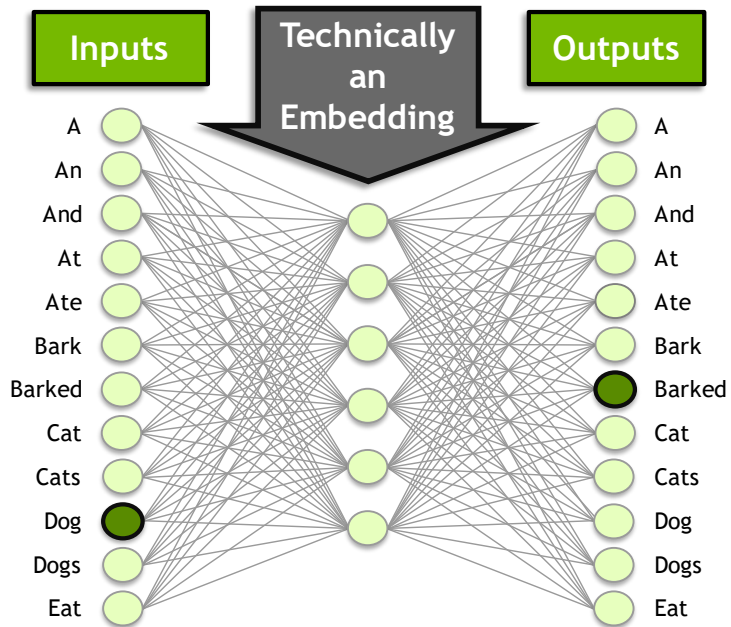 Inputs
Technically
an
Embedding
Outputs
A
An
And
At
Ate
Bark
Barked
Cat
Cats
Dog
Dogs
Eat
A
An
And
At
Ate
Bark
Barked
Cat
Cats
Dog
Dogs
Eat